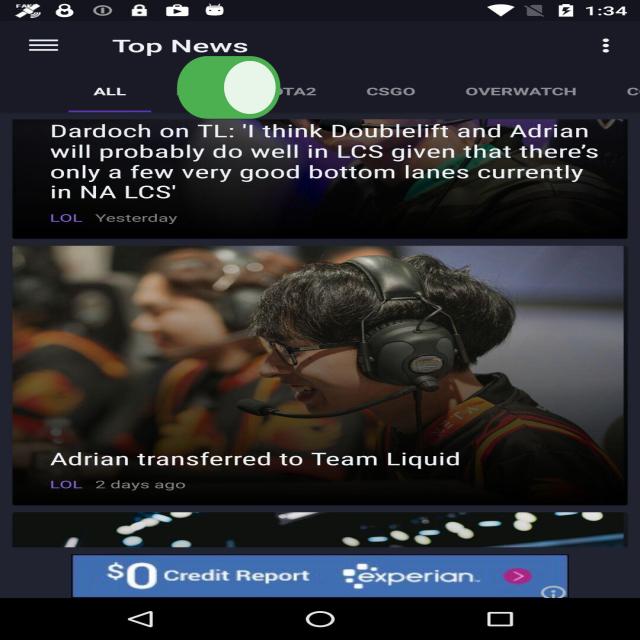 1:34
Top News
ALL
CSGO
OVERWATCH
Dardoch on TL: 'I think Doublelift and Adrian
will probably do well in LCS given that there’s
only a few very good bottom lanes currently
in NA LCS'
LOL Yesterday
Adrian transferred to Team Liquid
LOL 2 days ago
$0 Credit Report experian